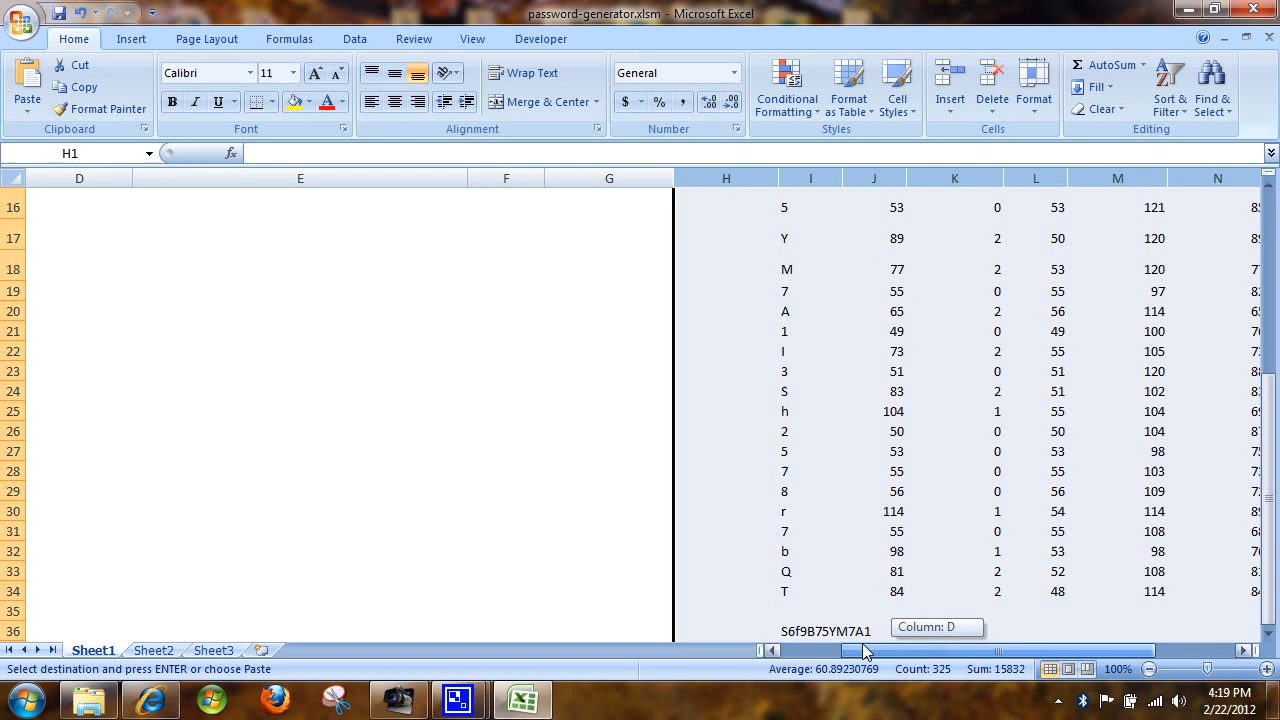 password-generator.xlsm - Microsoft Excel
Home Insert Page Layout Formulas Data Review View Developer
Paste
Cut
Copy
Format Painter
Clipboard
Calibri 11
B I U
Font
Wrap Text
Merge & Center
Alignment
General
$ % ,
Number
Conditional Formatting
Format as Table
Cell Styles
Styles
Insert Delete Format
Cells
AutoSum
Fill
Clear
Sort & Filter
Find & Select
Editing
H1 fx
D E F G H I J K L M N
16 5 53 0 53 121
17 Y 89 2 50 120
18 M 77 2 53 120
19 7 55 0 55 97
20 A 65 2 56 114
21 1 49 0 49 100
22 I 73 2 55 105
23 3 51 0 51 120
24 S 83 2 51 102
25 h 104 1 55 104
26 2 50 0 50 104
27 5 53 0 53 98
28 7 55 0 55 103
29 8 56 0 56 109
30 r 114 1 54 114
31 7 55 0 55 108
32 b 98 1 53 98
33 Q 81 2 52 108
34 T 84 2 48 114
35
36 S6f9B75YM7A1
Column: D
Sheet1 Sheet2 Sheet3
Select destination and press ENTER or choose Paste Average: 60.89230769 Count: 325 Sum: 15832 100%
4:19 PM
2/22/2012